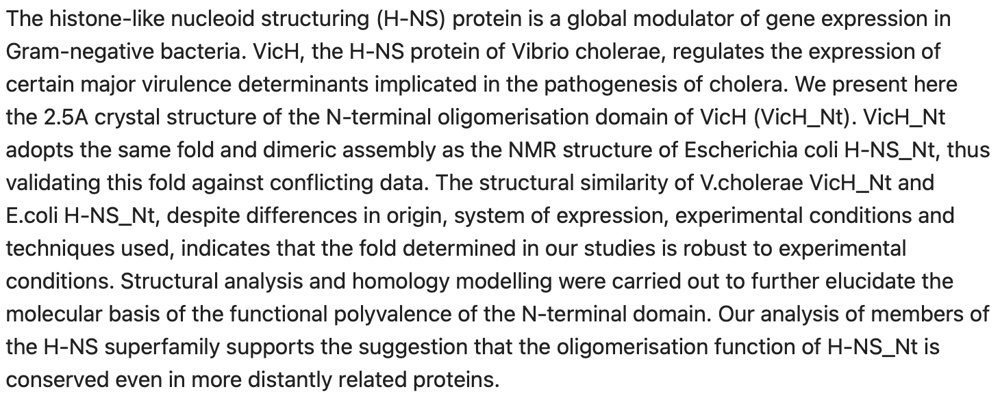 The histone-like nucleoid structuring (H-NS) protein is a global modulator of gene expression in
Gram-negative bacteria. VicH, the H-NS protein of Vibrio cholerae, regulates the expression of
certain major virulence determinants implicated in the pathogenesis of cholera. We present here
the 2.5A crystal structure of the N-terminal oligomerisation domain of VicH (VicH_Nt). VicH_Nt
adopts the same fold and dimeric assembly as the NMR structure of Escherichia coli H-NS_Nt, thus
validating this fold against conflicting data. The structural similarity of V.cholerae VicH_Nt and
E.coli H-NS_Nt, despite differences in origin, system of expression, experimental conditions and
techniques used, indicates that the fold determined in our studies is robust to experimental
conditions. Structural analysis and homology modelling were carried out to further elucidate the
molecular basis of the functional polyvalence of the N-terminal domain. Our analysis of members of
the H-NS superfamily supports the suggestion that the oligomerisation function of H-NS_Nt is
conserved even in more distantly related proteins.